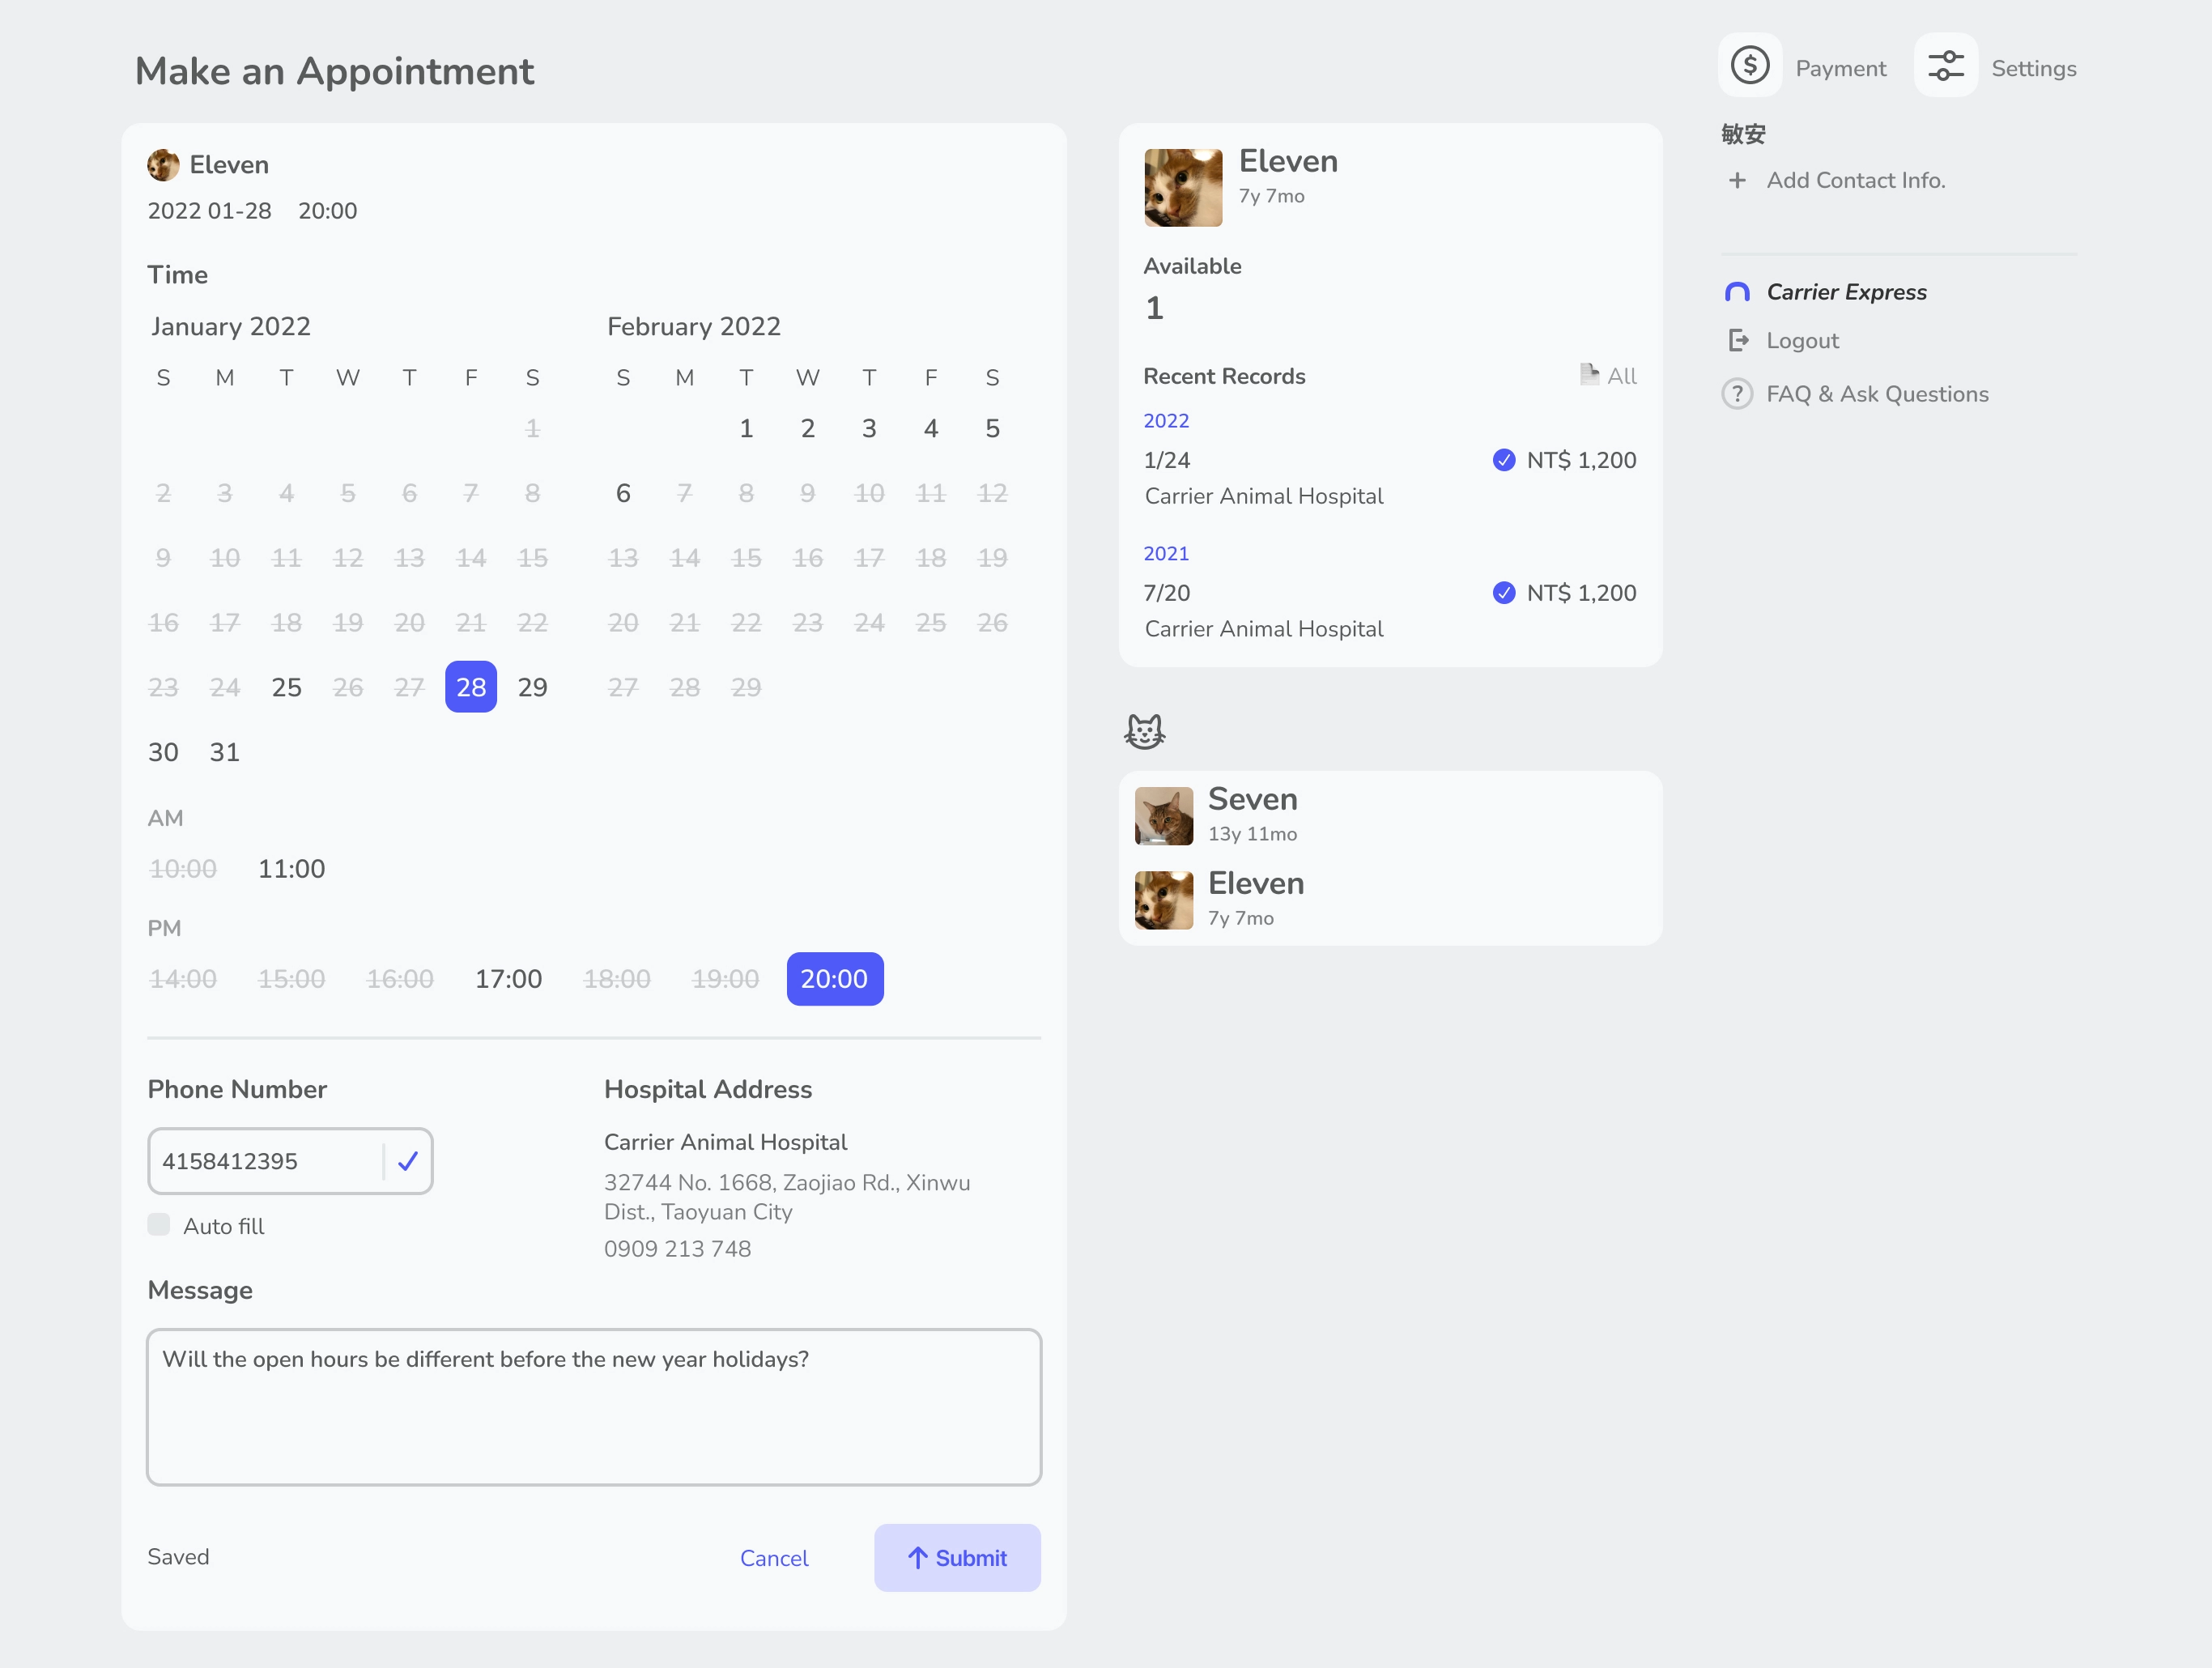 Make an Appointment
Payment
Settings
Eleven
2022 01-28 20:00
Time
January 2022
S M T W T F S
1
2 3 4 5 6 7 8
9 10 11 12 13 14 15
16 17 18 19 20 21 22
23 24 25 26 27 28 29
30 31
February 2022
S M T W T F S
1 2 3 4 5
6 7 8 9 10 11 12
13 14 15 16 17 18 19
20 21 22 23 24 25 26
27 28 29
AM
10:00 11:00
PM
14:00 15:00 16:00 17:00 18:00 19:00 20:00
Phone Number
4158412395
Auto fill
Hospital Address
Carrier Animal Hospital
32744 No. 1668, Zaojiao Rd., Xinwu
Dist., Taoyuan City
0909 213 748
Message
Will the open hours be different before the new year holidays?
Saved
Cancel
Submit
Eleven
7y 7mo
Available
1
Recent Records
All
2022
1/24 NT$ 1,200
Carrier Animal Hospital
2021
7/20 NT$ 1,200
Carrier Animal Hospital
Seven
13y 11mo
Eleven
7y 7mo
敏安
+ Add Contact Info.
Carrier Express
Logout
? FAQ & Ask Questions